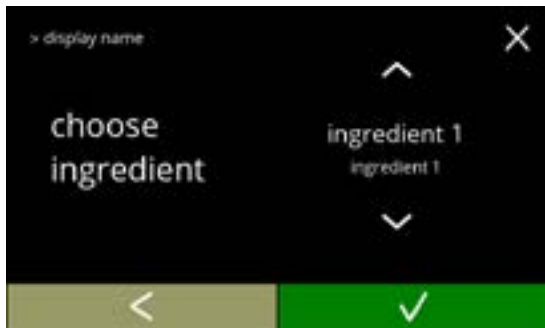 > display name
choose
ingredient
ingredient 1
ingredient 1